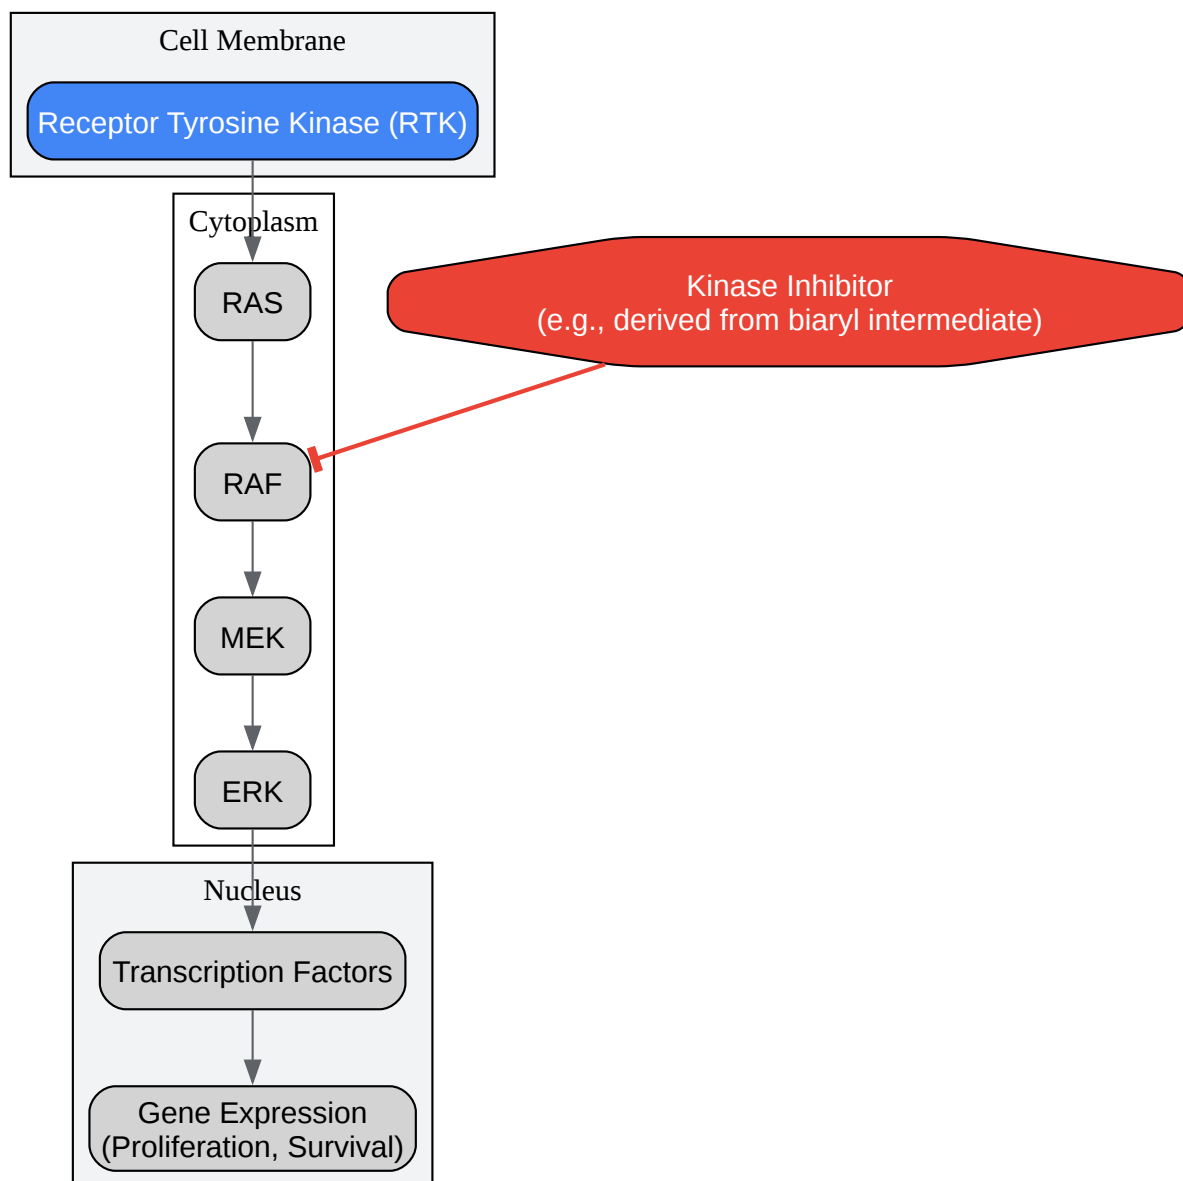 Cell Membrane
Receptor Tyrosine Kinase (RTK)
Cytoplasm
RAS
Kinase Inhibitor
(e.g., derived from biaryl intermediate)
RAF
MEK
ERK
Nucleus
Transcription Factors
Gene Expression
(Proliferation, Survival)